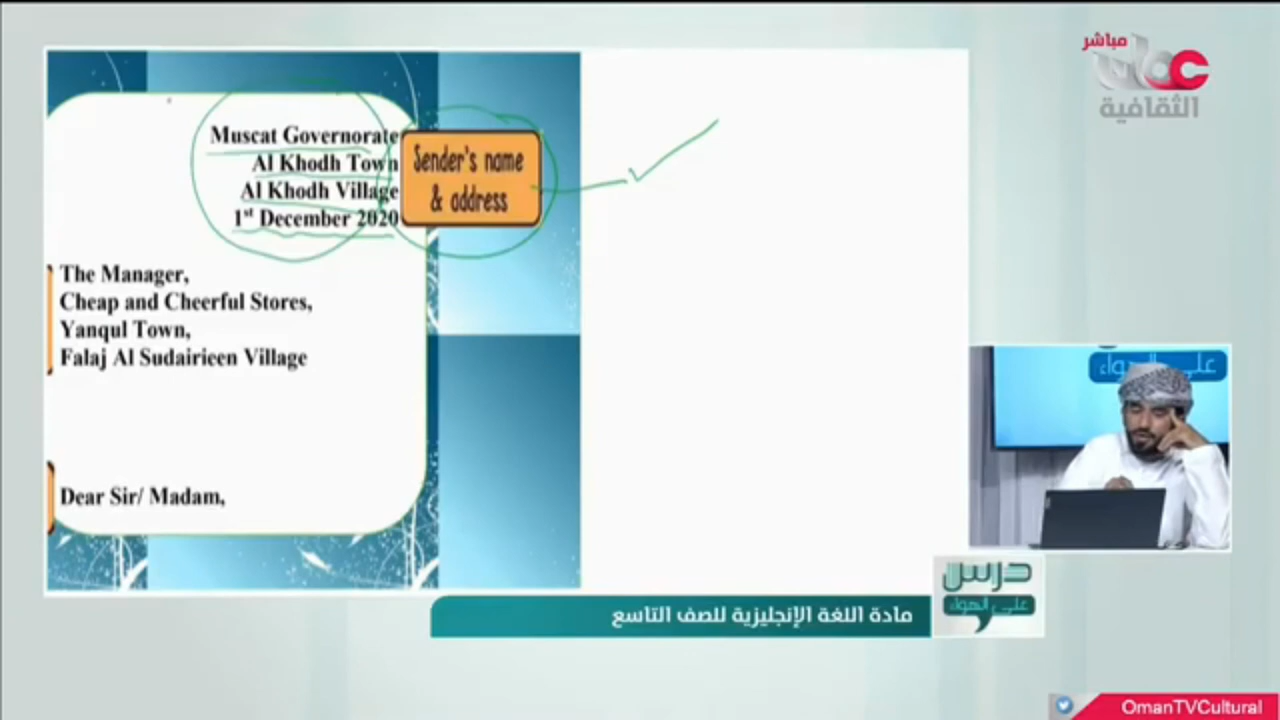 مباشر
عمان
الثقافية
Muscat Governorate
Al Khodh Town
Al Khodh Village
1st December 2020
Sender's name
& address
The Manager,
Cheap and Cheerful Stores,
Yanqul Town,
Falaj Al Sudairieen Village
Dear Sir/ Madam,
على الهواء
درس
على الهواء
مادة اللغة الإنجليزية للصف التاسع
OmanTVCultural